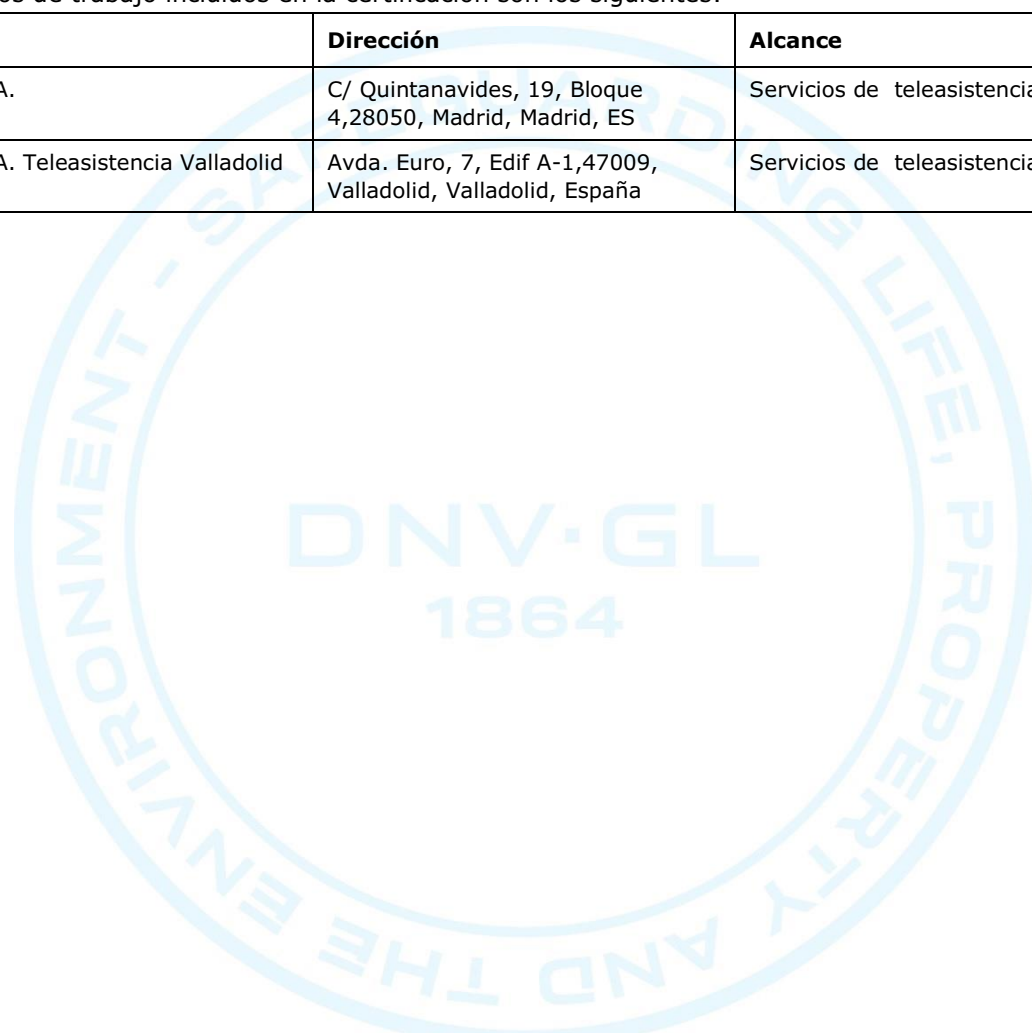 os de trabajo incluidos en la certificación son los siguientes:
Dirección Alcance
A. C/ Quintanavides, 19, Bloque Servicios de teleasistencia
4,28050, Madrid, Madrid, ES
A. Teleasistencia Valladolid Avda. Euro, 7, Edif A-1,47009, Servicios de teleasistencia
Valladolid, Valladolid, España
SAFEGUARDING LIFE, PROPERTY AND THE ENVIRONMENT -
DNV·GL
1864